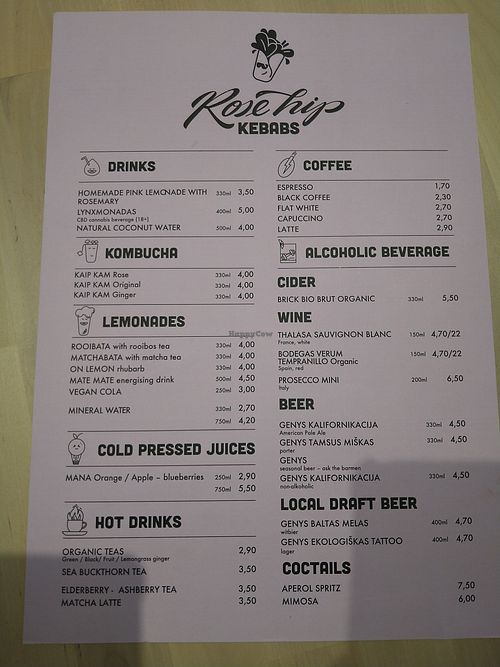 Rose hip
KEBABS
DRINKS
HOMEMADE PINK LEMONADE WITH 330ml 3,50
ROSEMARY
LYNXMONADAS 400ml 5,00
CBD cannabis beverage (18+)
NATURAL COCONUT WATER 500ml 4,00
KOMBUCHA
KAIP KAM Rose 330ml 4,00
KAIP KAM Original 330ml 4,00
KAIP KAM Ginger 330ml 4,00
LEMONADES
ROOIBATA with rooibos tea 330ml 4,00
MATCHABATA with matcha tea 330ml 4,00
ON LEMON rhubarb 330ml 4,00
MATE MATE energising drink 500ml 4,50
VEGAN COLA 250ml 3,00
MINERAL WATER 330ml 2,70
750ml 4,20
COLD PRESSED JUICES
MANA Orange / Apple - blueberries 250ml 2,90
750ml 5,50
HOT DRINKS
ORGANIC TEAS 2,90
Green / Black/ Fruit / Lemongrass ginger
SEA BUCKTHORN TEA 3,50
ELDERBERRY - ASHBERRY TEA 3,50
MATCHA LATTE 3,50
COFFEE
ESPRESSO 1,70
BLACK COFFEE 2,30
FLAT WHITE 2,70
CAPUCCINO 2,70
LATTE 2,90
ALCOHOLIC BEVERAGE
CIDER
BRICK BIO BRUT ORGANIC 330ml 5,50
WINE
THALASA SAUVIGNON BLANC 150ml 4,70/22
France, white
BODEGAS VERUM 150ml 4,70/22
TEMPRANILLO Organic
Spain, red
PROSECCO MINI 200ml 6,50
Italy
BEER
GENYS KALIFORNIKACIJA 330ml 4,50
American Pale Ale
GENYS TAMSUS MIŠKAS 330ml 4,50
porter
GENYS
seasonal beer - ask the barmen
GENYS KALIFORNIKACIJA 330ml 4,50
non-alkoholic
LOCAL DRAFT BEER
GENYS BALTAS MELAS 400ml 4,70
witbier
GENYS EKOLOGIŠKAS TATTOO 400ml 4,70
lager
COCTAILS
APEROL SPRITZ 7,50
MIMOSA 6,00
HappyCow